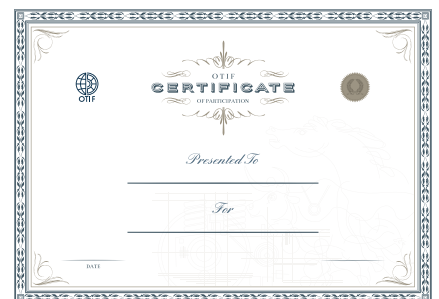 OTIF
OTIF
CERTIFICATE
OF PARTICIPATION
Presented To
For
DATE